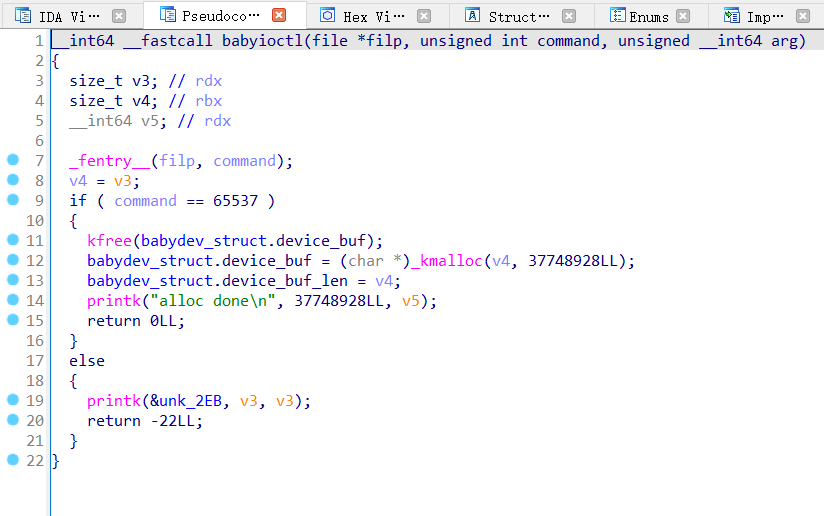 IDA Vi··· Pseudoco··· Hex Vi··· Struct··· Enums Imp···
1 __int64 __fastcall babyioctl(file *filp, unsigned int command, unsigned __int64 arg)
2 {
3 size_t v3; // rdx
4 size_t v4; // rbx
5 __int64 v5; // rdx
6
7 _fentry__(filp, command);
8 v4 = v3;
9 if ( command == 65537 )
10 {
11 kfree(babydev_struct.device_buf);
12 babydev_struct.device_buf = (char *)_kmalloc(v4, 37748928LL);
13 babydev_struct.device_buf_len = v4;
14 printk("alloc done\n", 37748928LL, v5);
15 return 0LL;
16 }
17 else
18 {
19 printk(&unk_2EB, v3, v3);
20 return -22LL;
21 }
22 }